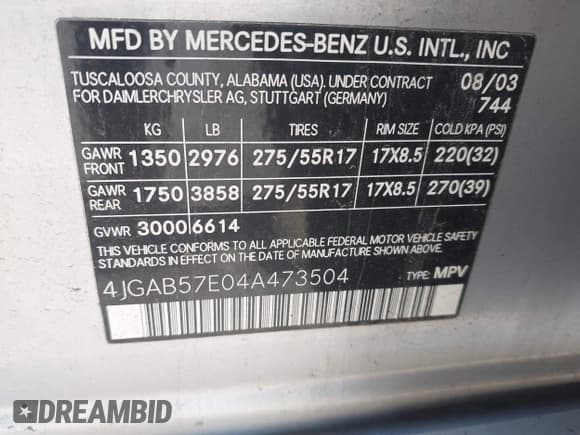 MFD BY MERCEDES-BENZ U.S. INTL., INC
TUSCALOOSA COUNTY, ALABAMA (USA). UNDER CONTRACT 08/03
FOR DAIMLERCHRYSLER AG, STUTTGART (GERMANY) 744
KG LB TIRES RIM SIZE COLD KPA (PSI)
GAWR FRONT 1350 2976 275/55R17 17X8.5 220(32)
GAWR REAR 1750 3858 275/55R17 17X8.5 270(39)
GVWR 3000 6614
THIS VEHICLE CONFORMS TO ALL APPLICABLE FEDERAL MOTOR VEHICLE SAFETY
STANDARDS IN EFFECT ON THE DATE OF MANUFACTURE SHOWN ABOVE.
4JGAB57E04A473504 TYPE: MPV
DREAMBID